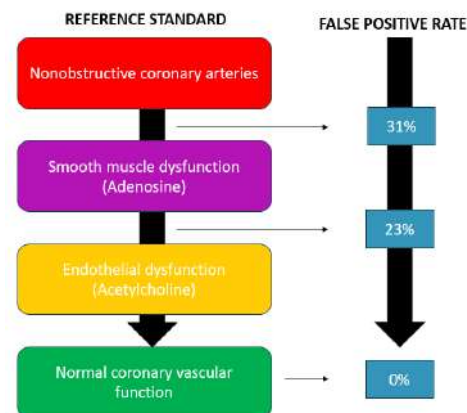 REFERENCE STANDARD
FALSE POSITIVE RATE
Nonobstructive coronary arteries
31%
Smooth muscle dysfunction
(Adenosine)
23%
Endothelial dysfunction
(Acetylcholine)
Normal coronary vascular
function
0%